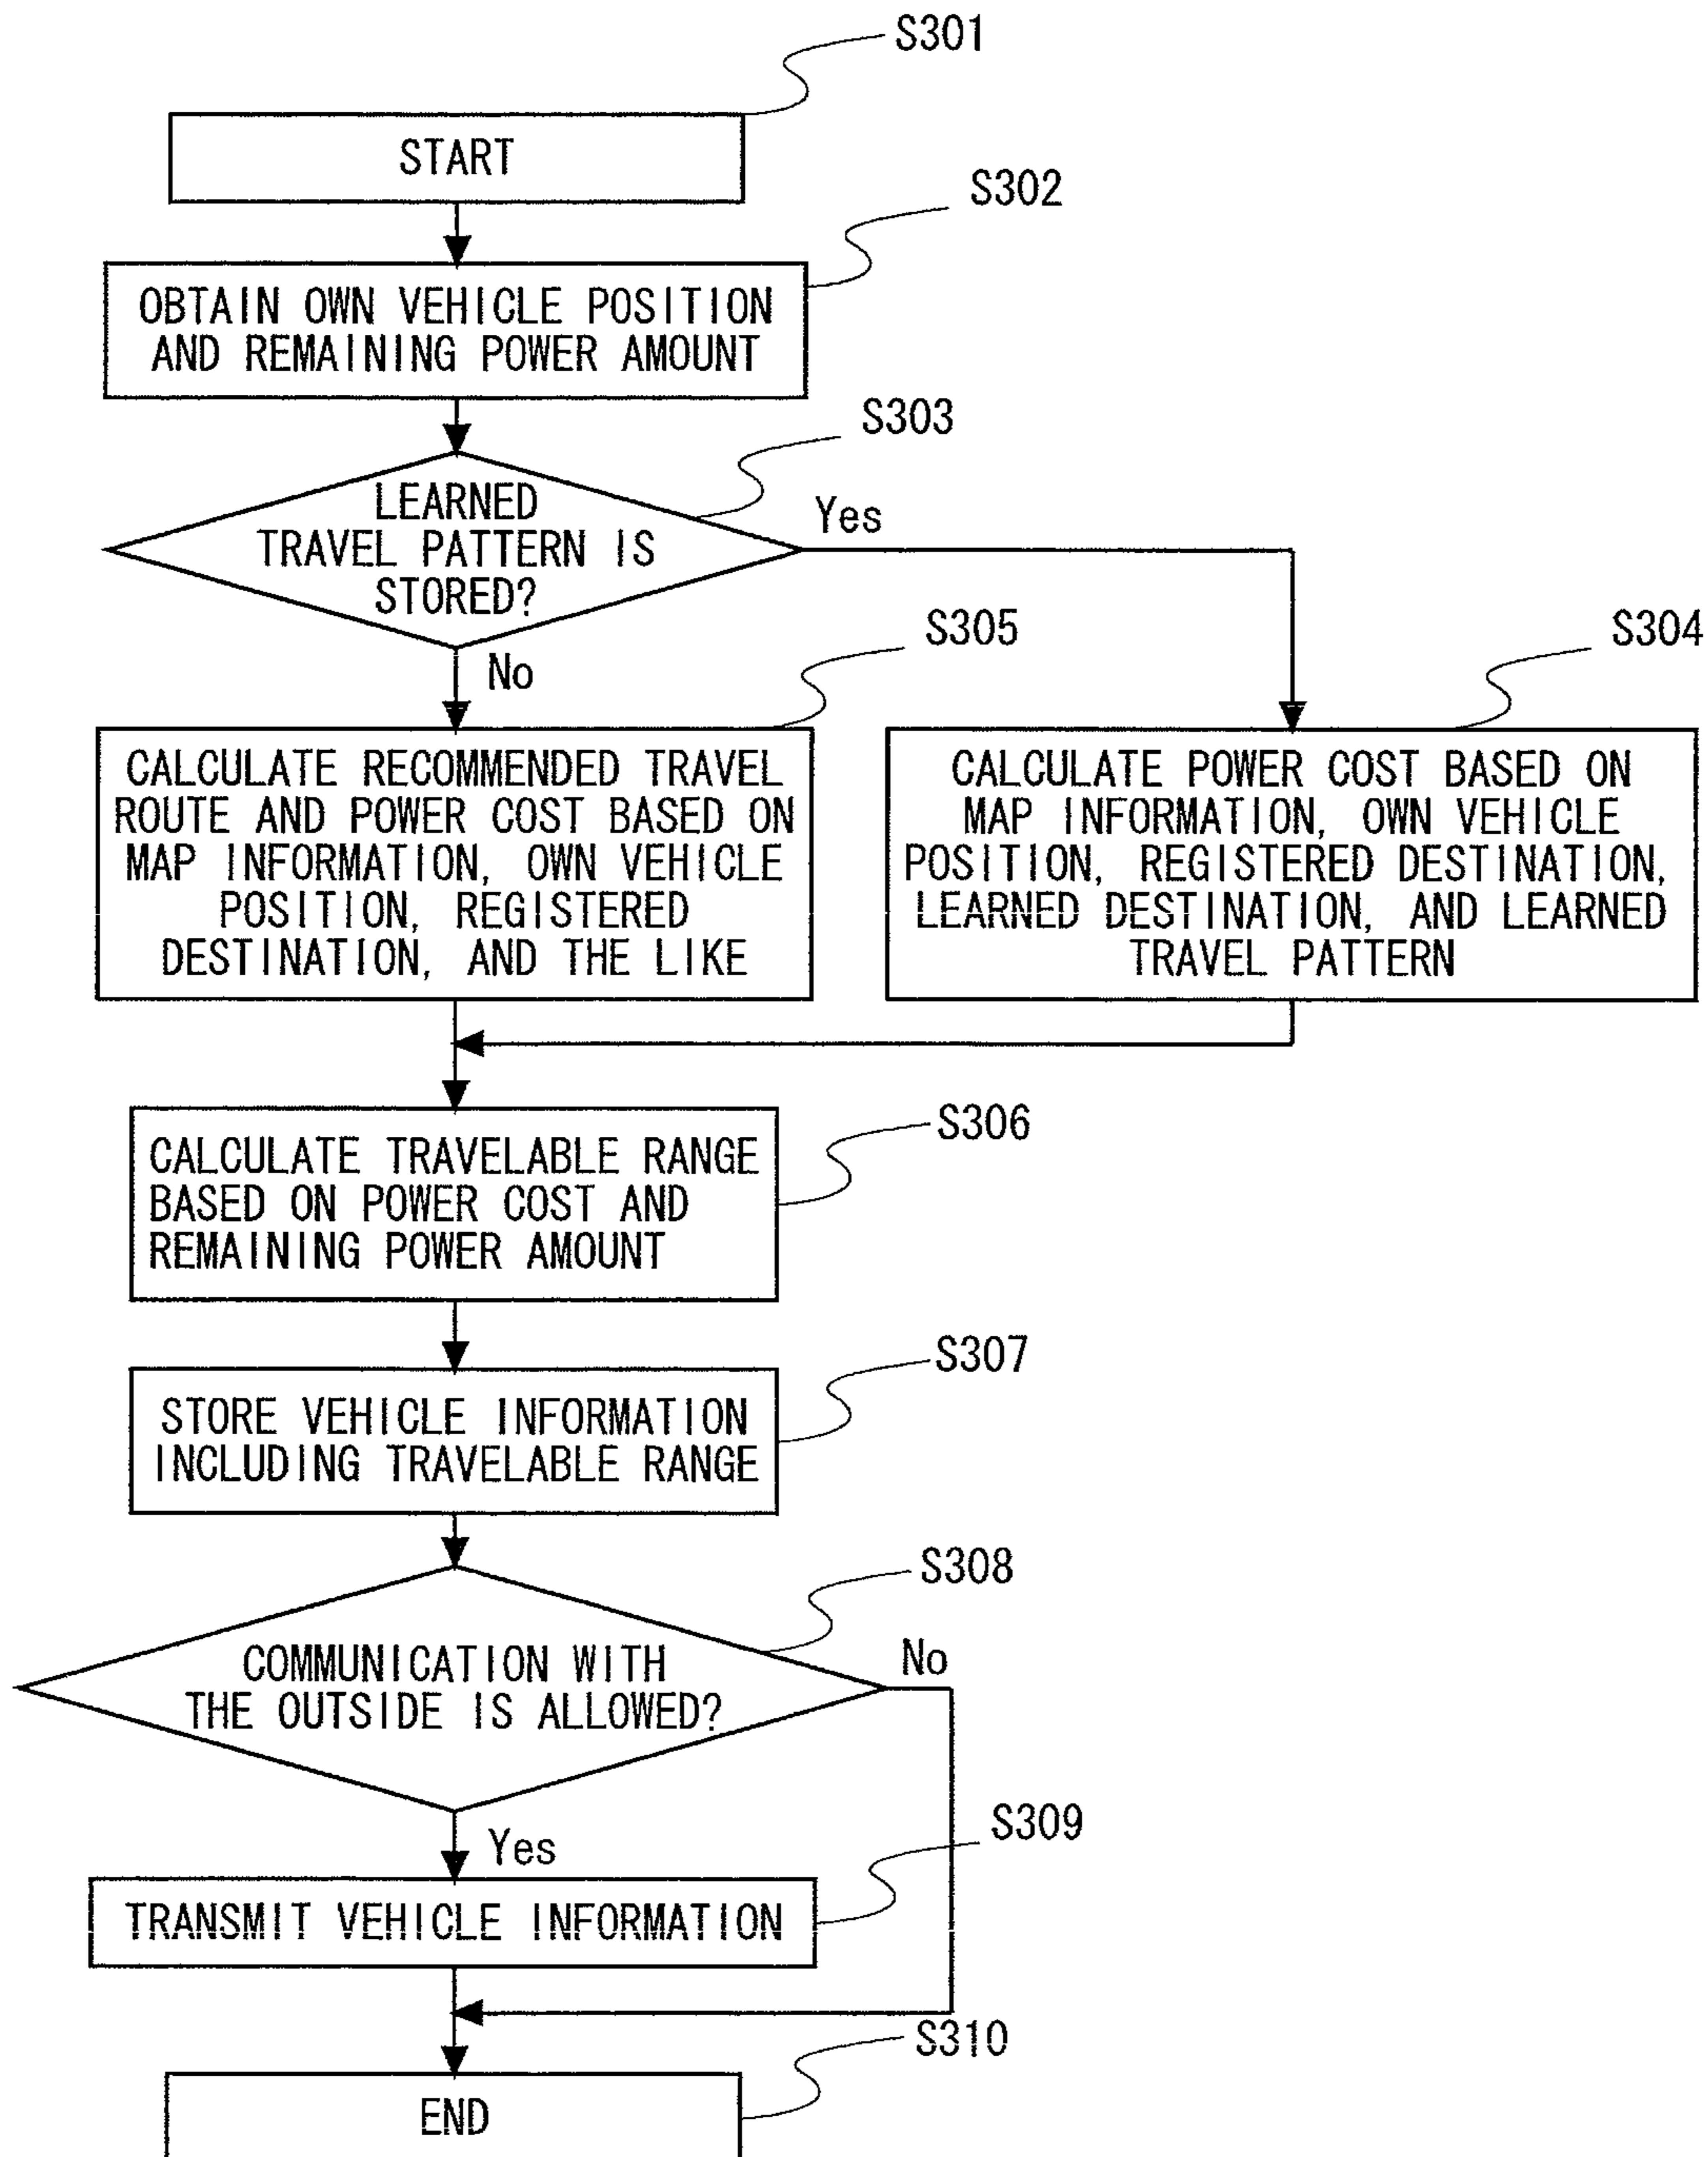 S301
START
S302
OBTAIN OWN VEHICLE POSITION
AND REMAINING POWER AMOUNT
S303
LEARNED
TRAVEL PATTERN IS
STORED?
Yes
No
S305
S304
CALCULATE RECOMMENDED TRAVEL
ROUTE AND POWER COST BASED ON
MAP INFORMATION, OWN VEHICLE
POSITION, REGISTERED
DESTINATION, AND THE LIKE
CALCULATE POWER COST BASED ON
MAP INFORMATION, OWN VEHICLE
POSITION, REGISTERED DESTINATION,
LEARNED DESTINATION, AND LEARNED
TRAVEL PATTERN
S306
CALCULATE TRAVELABLE RANGE
BASED ON POWER COST AND
REMAINING POWER AMOUNT
S307
STORE VEHICLE INFORMATION
INCLUDING TRAVELABLE RANGE
S308
COMMUNICATION WITH
THE OUTSIDE IS ALLOWED?
No
Yes
S309
TRANSMIT VEHICLE INFORMATION
S310
END